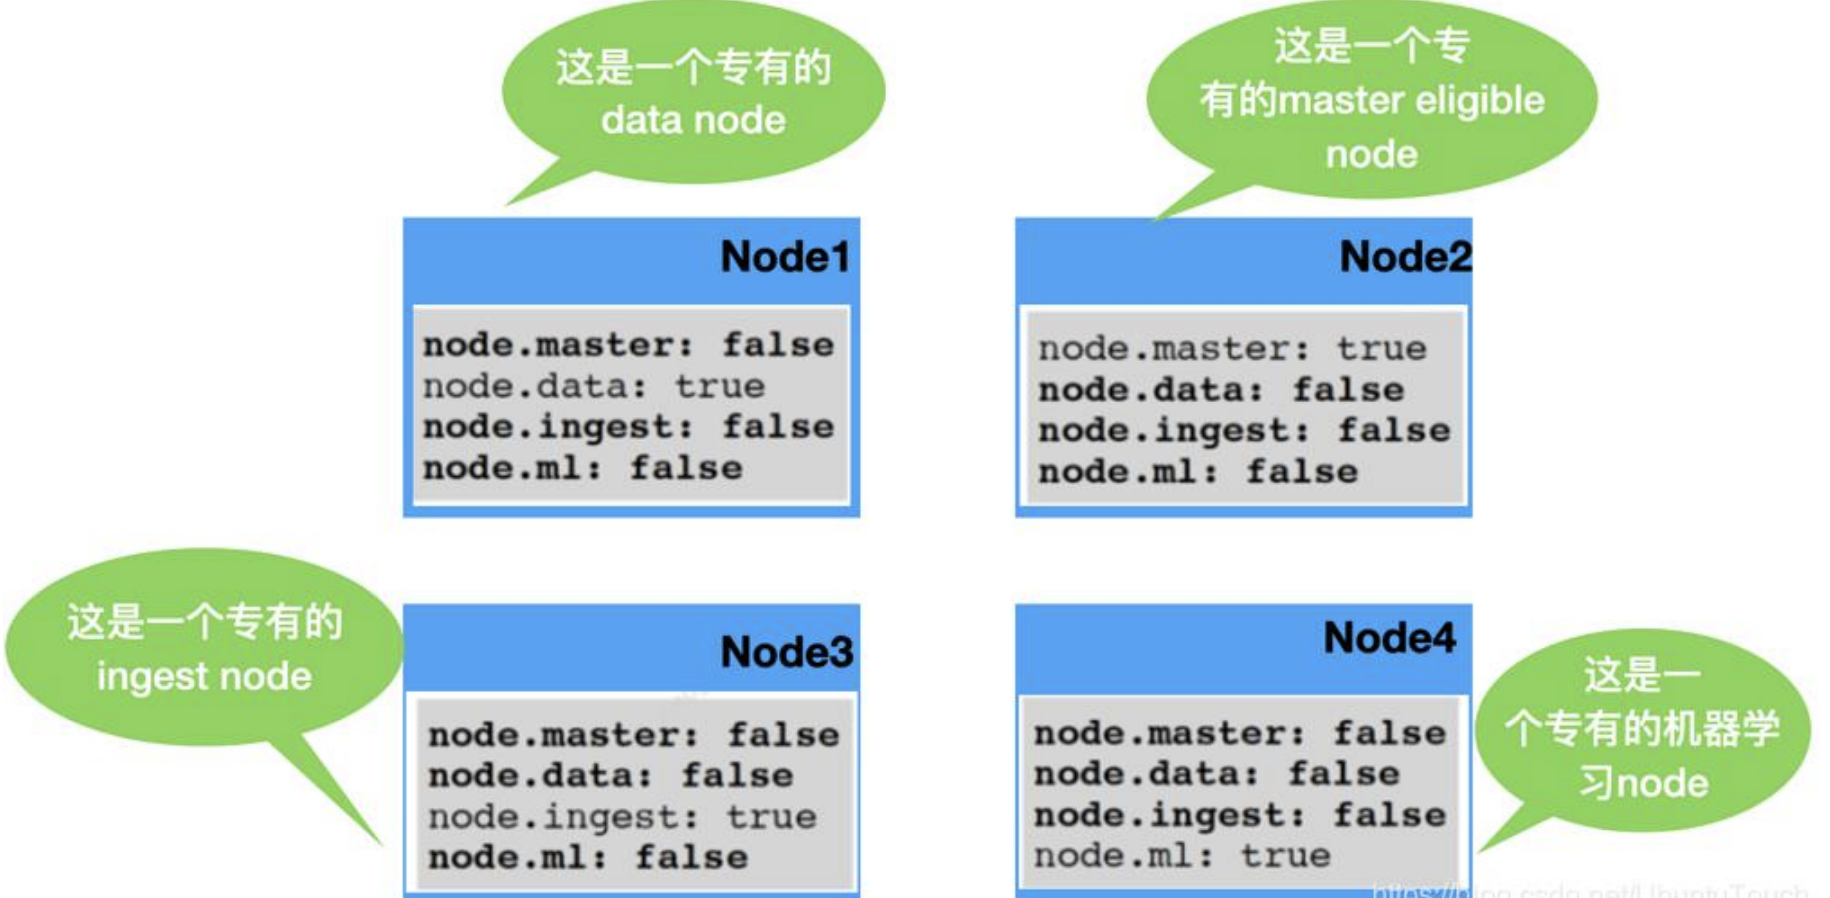 这是一个专有的
data node
这是一个专
有的master eligible
node
Node1
node.master: false
node.data: true
node.ingest: false
node.ml: false
Node2
node.master: true
node.data: false
node.ingest: false
node.ml: false
这是一个专有的
ingest node
Node3
node.master: false
node.data: false
node.ingest: true
node.ml: false
Node4
node.master: false
node.data: false
node.ingest: false
node.ml: true
这是一
个专有的机器学
习node
https://blog.csdn.net/UbuntuTouch